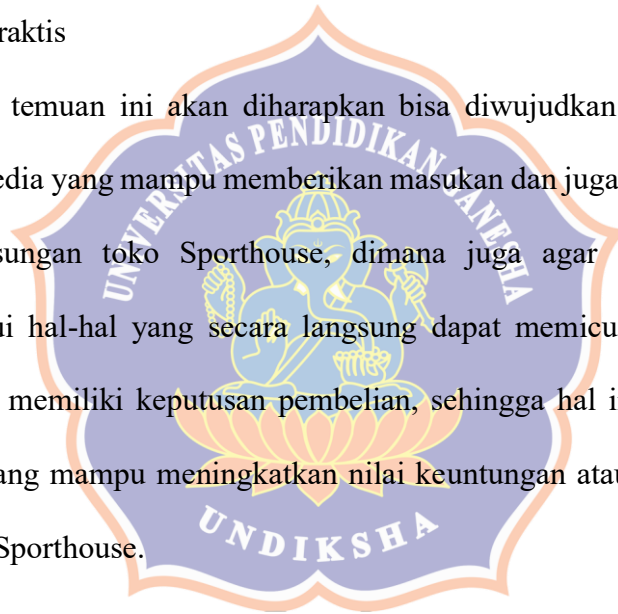 raktis
temuan ini akan diharapkan bisa diwujudkan
edia yang mampu memberikan masukan dan juga
sungan toko Sporthouse, dimana juga agar
ui hal-hal yang secara langsung dapat memicu
memiliki keputusan pembelian, sehingga hal i
ang mampu meningkatkan nilai keuntungan atau
Sporthouse.
UNIVERSITAS PENDIDIKAN GANESHA
UNDIKSHA